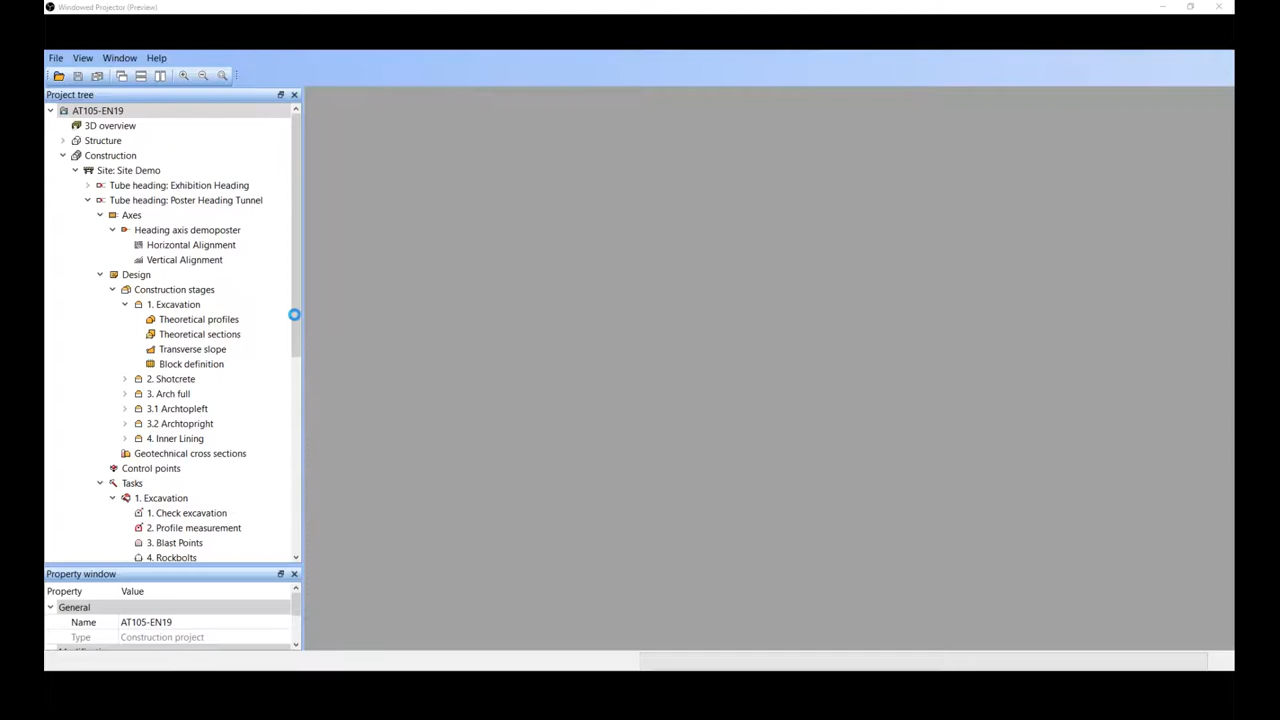 Windowed Projector (Preview)
File View Window Help
Project tree
AT105-EN19
3D overview
Structure
Construction
Site: Site Demo
Tube heading: Exhibition Heading
Tube heading: Poster Heading Tunnel
Axes
Heading axis demoposter
Horizontal Alignment
Vertical Alignment
Design
Construction stages
1. Excavation
Theoretical profiles
Theoretical sections
Transverse slope
Block definition
2. Shotcrete
3. Arch full
3.1 Archtopleft
3.2 Archtopright
4. Inner Lining
Geotechnical cross sections
Control points
Tasks
1. Excavation
1. Check excavation
2. Profile measurement
3. Blast Points
4. Rockbolts
Property window
Property Value
General
Name AT105-EN19
Type Construction project